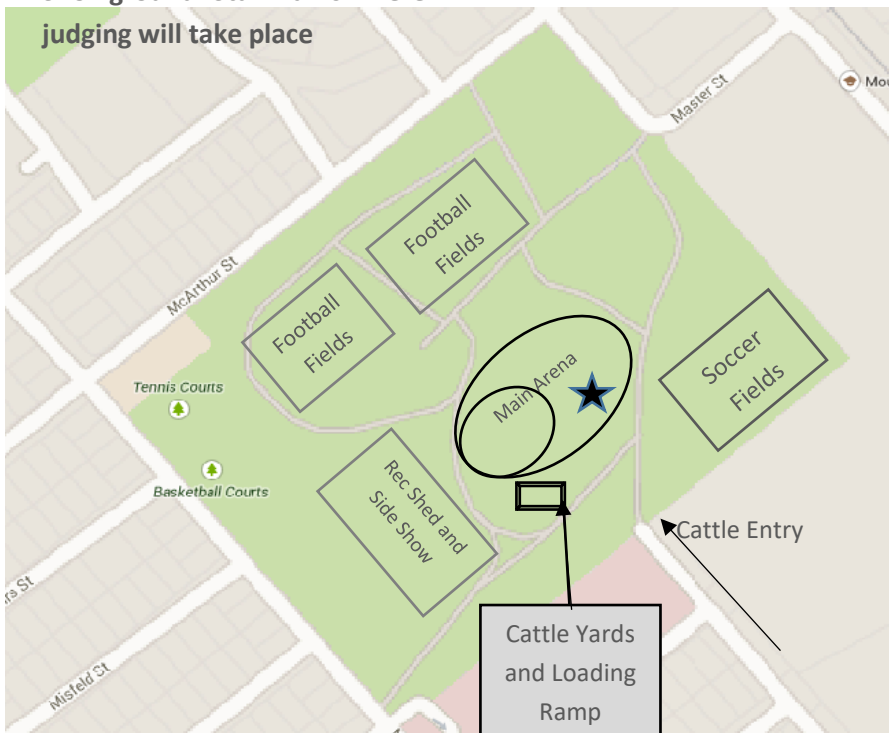 judging will take place
Master St
Mou
McArthur St
Football
Fields
Football
Fields
Main Arena
Soccer
Fields
Tennis Courts
Basketball Courts
Rec Shed and
Side Show
Cattle Entry
Cattle Yards
and Loading
Ramp
Misfeld St